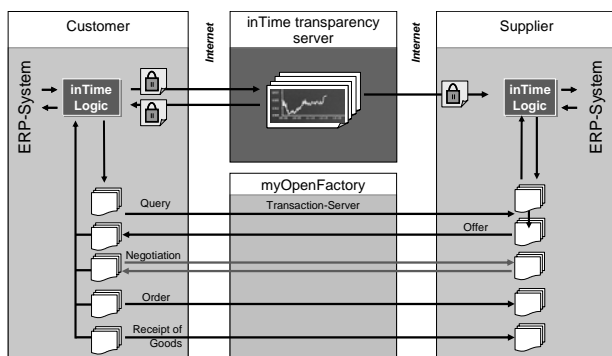 Customer
Internet
inTime transparency
server
Internet
Supplier
ERP-System
inTime
Logic
inTime
Logic
ERP-System
myOpenFactory
Query
Transaction-Server
Offer
Negotiation
Order
Receipt of
Goods